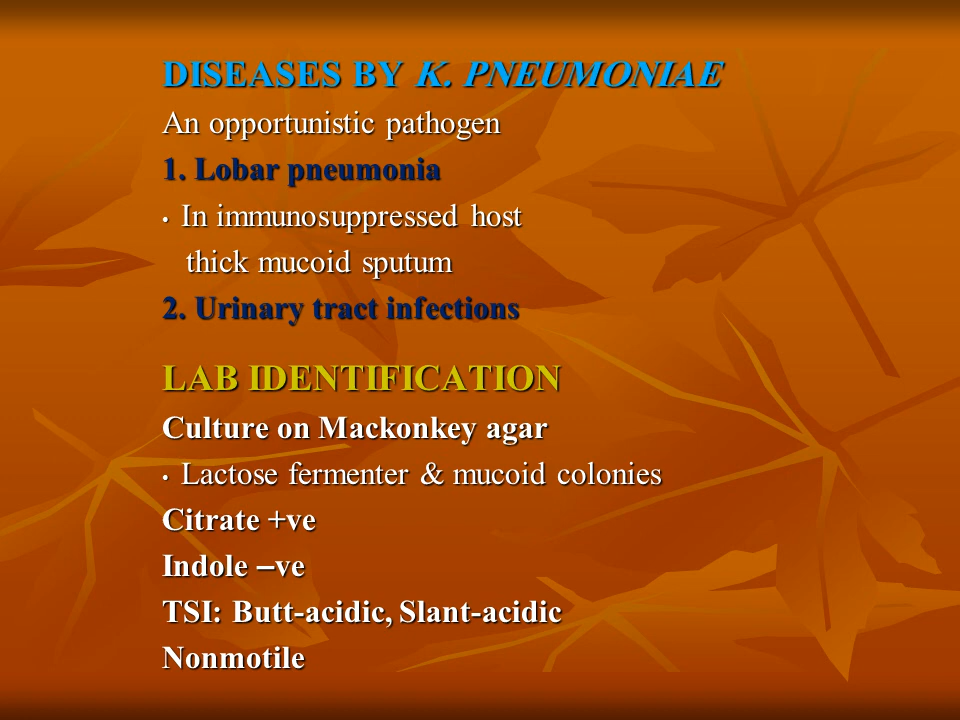 DISEASES BY K. PNEUMONIAE
An opportunistic pathogen
1. Lobar pneumonia
• In immunosuppressed host
thick mucoid sputum
2. Urinary tract infections
LAB IDENTIFICATION
Culture on Mackonkey agar
• Lactose fermenter & mucoid colonies
Citrate +ve
Indole –ve
TSI: Butt-acidic, Slant-acidic
Nonmotile